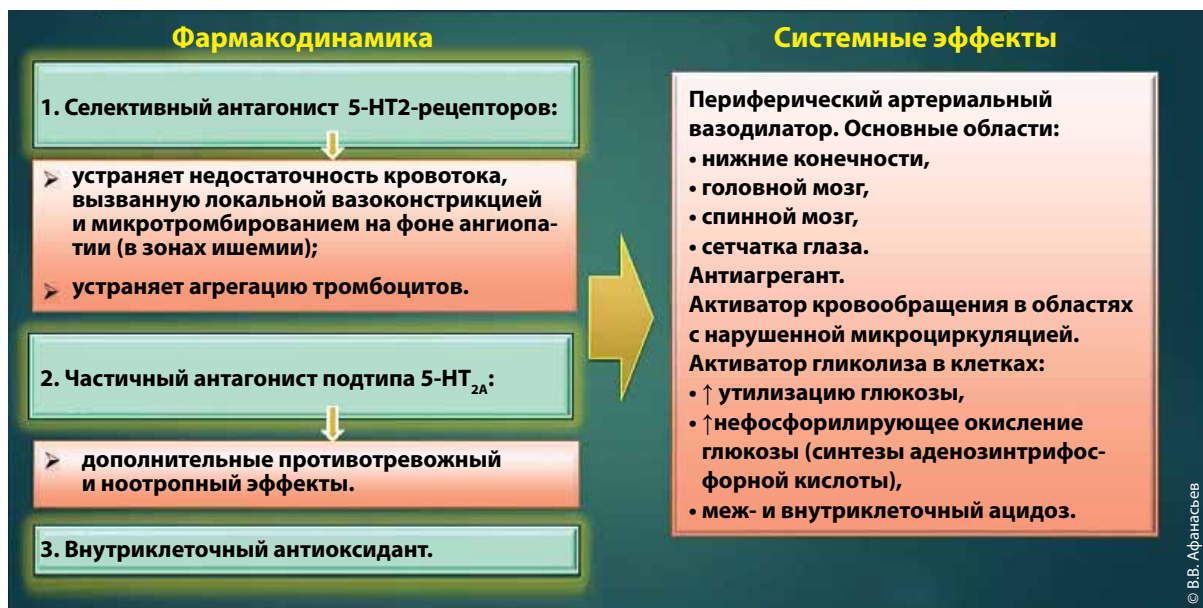 Фармакодинамика
1. Селективный антагонист 5-НТ2-рецепторов:
➢ устраняет недостаточность кровотока,
вызванную локальной вазоконстрикцией
и микротромбированием на фоне ангиопа-
тии (в зонах ишемии);
➢ устраняет агрегацию тромбоцитов.
2. Частичный антагонист подтипа 5-НТ2А:
➢ дополнительные противотревожный
и ноотропный эффекты.
3. Внутриклеточный антиоксидант.
Системные эффекты
Периферический артериальный
вазодилатор. Основные области:
• нижние конечности,
• головной мозг,
• спинной мозг,
• сетчатка глаза.
Антиагрегант.
Активатор кровообращения в областях
с нарушенной микроциркуляцией.
Активатор гликолиза в клетках:
• ↑ утилизацию глюкозы,
• ↑нефосфорилирующее окисление
глюкозы (синтезы аденозинтрифос-
форной кислоты),
• меж- и внутриклеточный ацидоз.
© В.В. Афанасьев